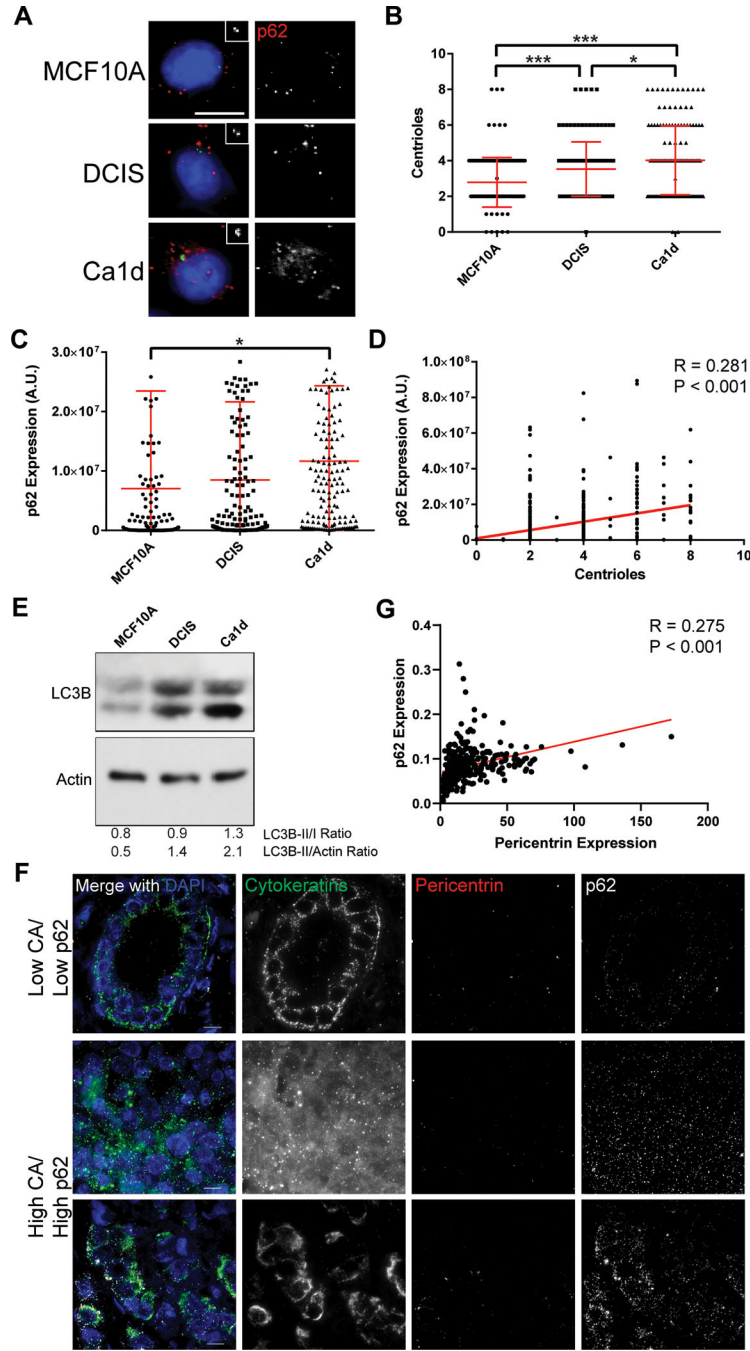 A
p62
MCF10A
DCIS
Ca1d
B
***
***
*
Centrioles
10
8
6
4
2
0
MCF10A
DCIS
Ca1d
C
*
p62 Expression (A.U.)
3.0×10⁷
2.0×10⁷
1.0×10⁷
0
MCF10A
DCIS
Ca1d
D
R = 0.281
P < 0.001
p62 Expression (A.U.)
1.0×10⁸
8.0×10⁷
6.0×10⁷
4.0×10⁷
2.0×10⁷
0
0 2 4 6 8 10
Centrioles
E
MCF10A
DCIS
Ca1d
LC3B
Actin
0.8 0.9 1.3 LC3B-II/I Ratio
0.5 1.4 2.1 LC3B-II/Actin Ratio
G
R = 0.275
P < 0.001
p62 Expression
0.4
0.3
0.2
0.1
0.0
0 50 100 150 200
Pericentrin Expression
F
Merge with DAPI
Cytokeratins
Pericentrin
p62
Low CA/
Low p62
High CA/
High p62